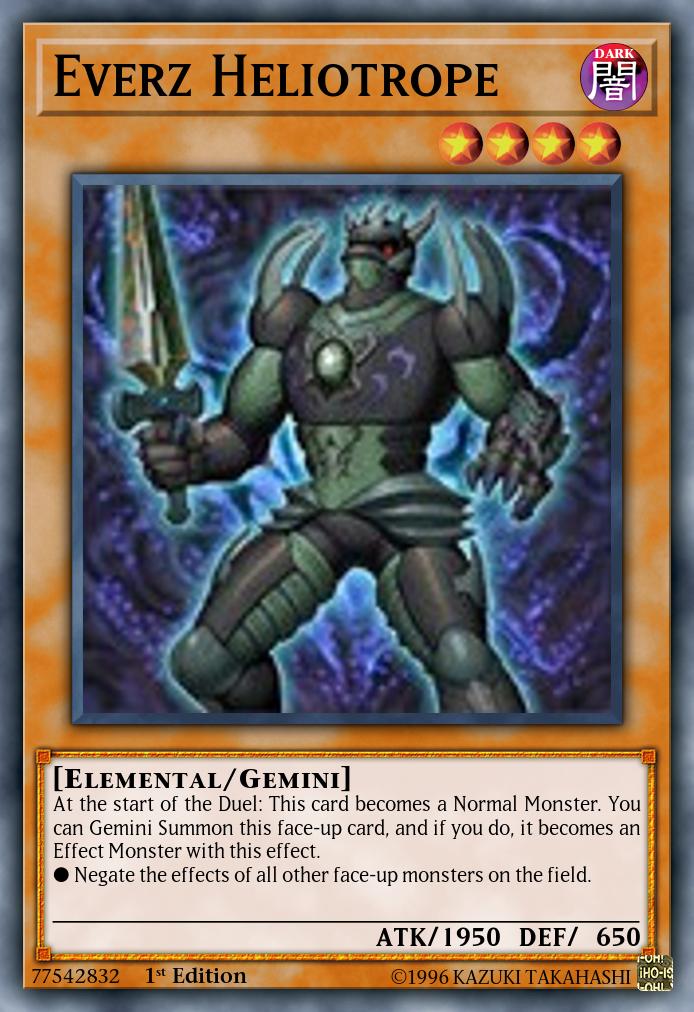 Everz Heliotrope
DARK
闇
[Elemental/Gemini]
At the start of the Duel: This card becomes a Normal Monster. You
can Gemini Summon this face-up card, and if you do, it becomes an
Effect Monster with this effect.
● Negate the effects of all other face-up monsters on the field.
ATK/1950 DEF/ 650
77542832 1st Edition ©1996 KAZUKI TAKAHASHI